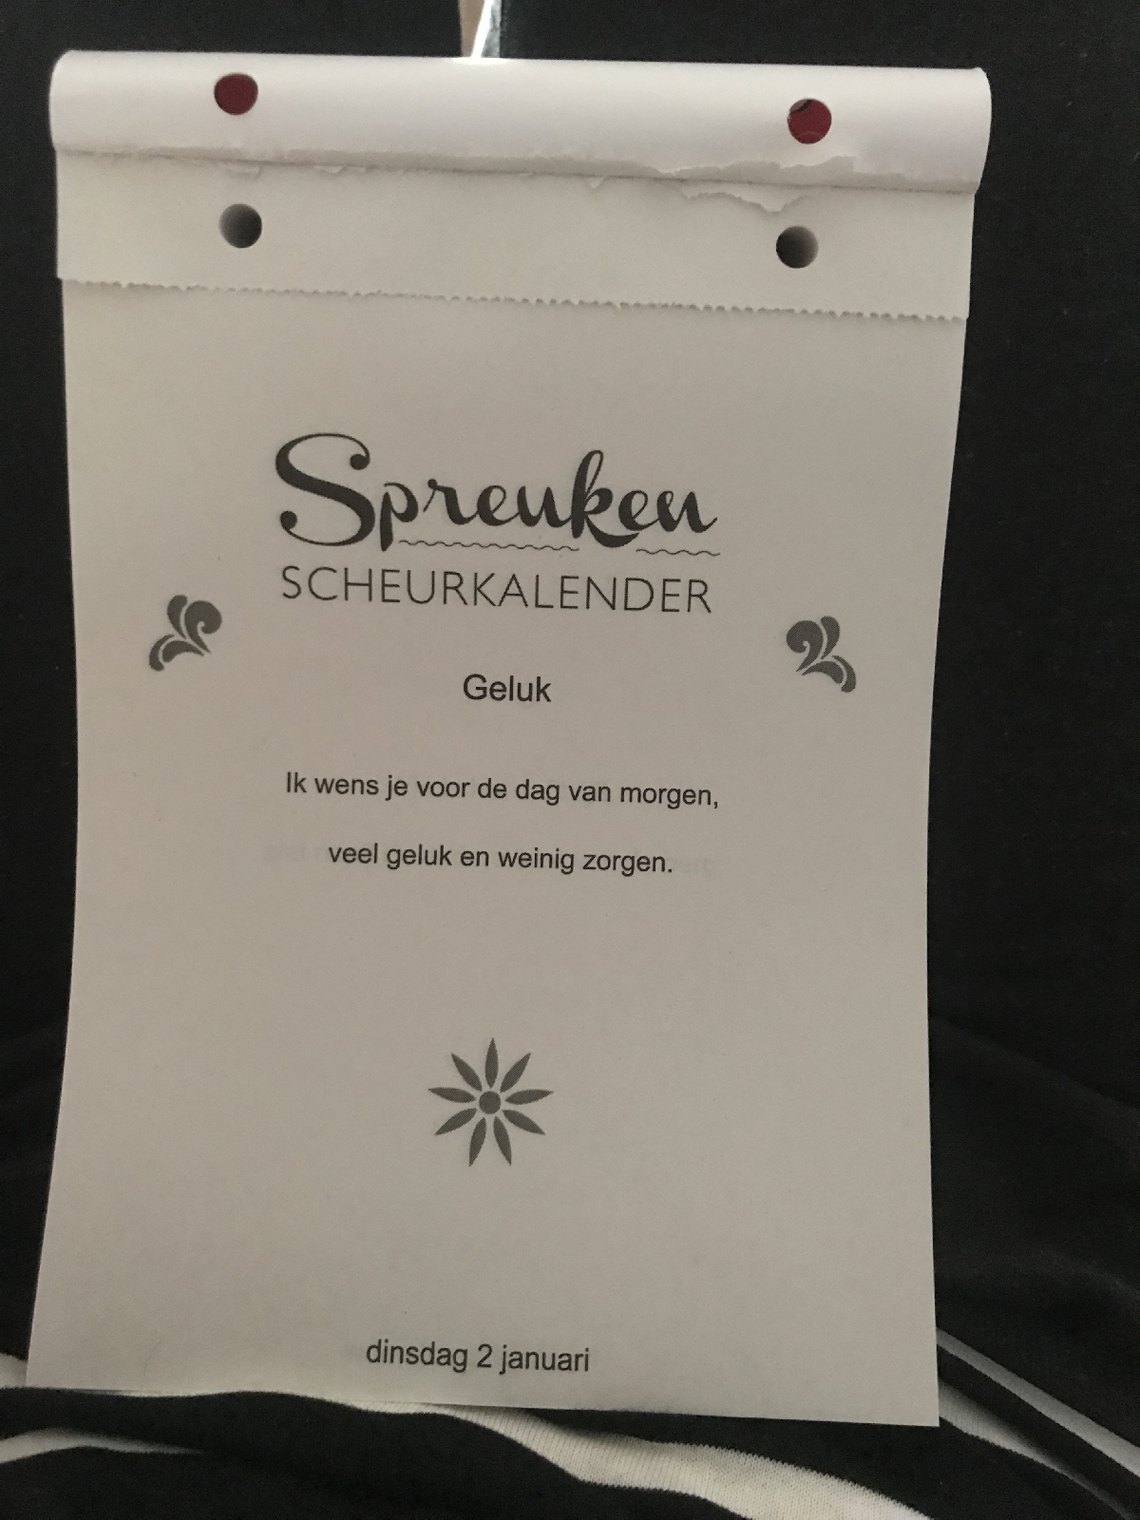 Spreuken
SCHEURKALENDER
Geluk
Ik wens je voor de dag van morgen,
veel geluk en weinig zorgen.
dinsdag 2 januari